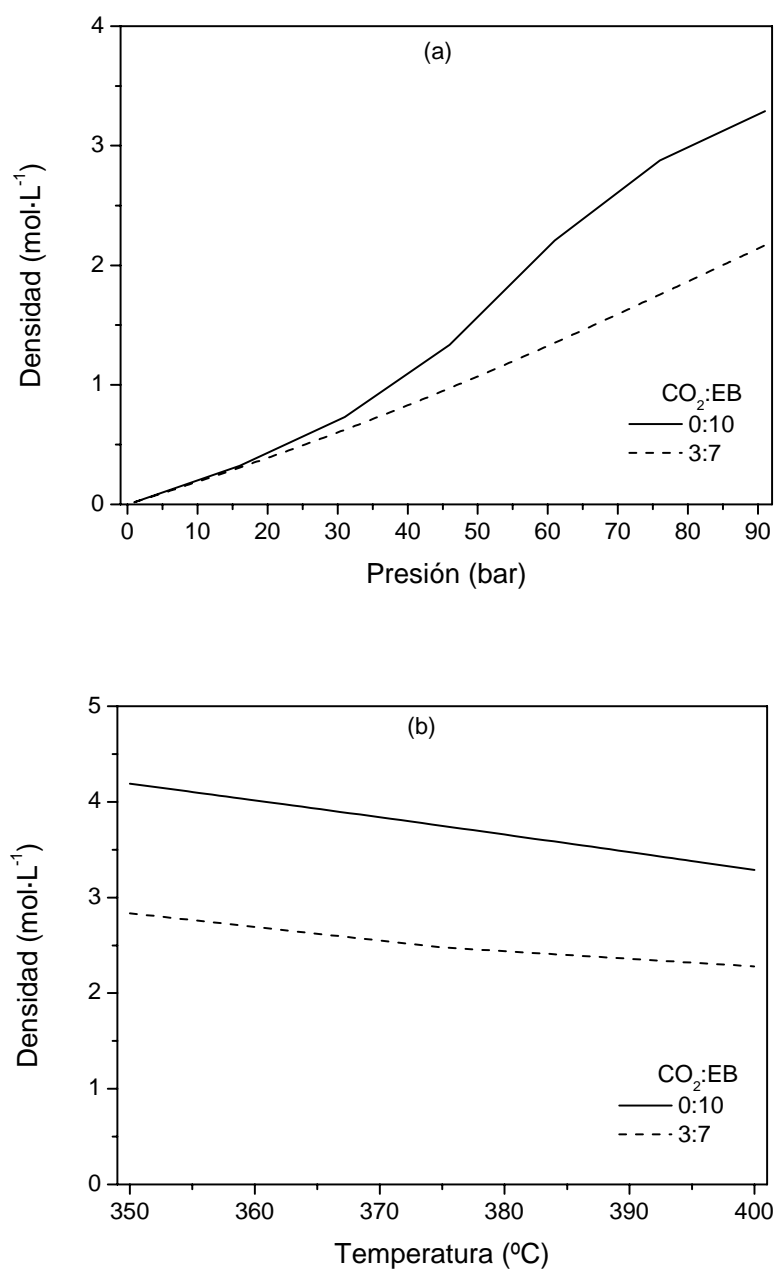 (a)
4
3
2
1
0
Densidad (mol·L⁻¹)
CO₂:EB
0:10
3:7
0 10 20 30 40 50 60 70 80 90
Presión (bar)
(b)
5
4
3
2
1
0
Densidad (mol·L⁻¹)
CO₂:EB
0:10
3:7
350 360 370 380 390 400
Temperatura (ºC)